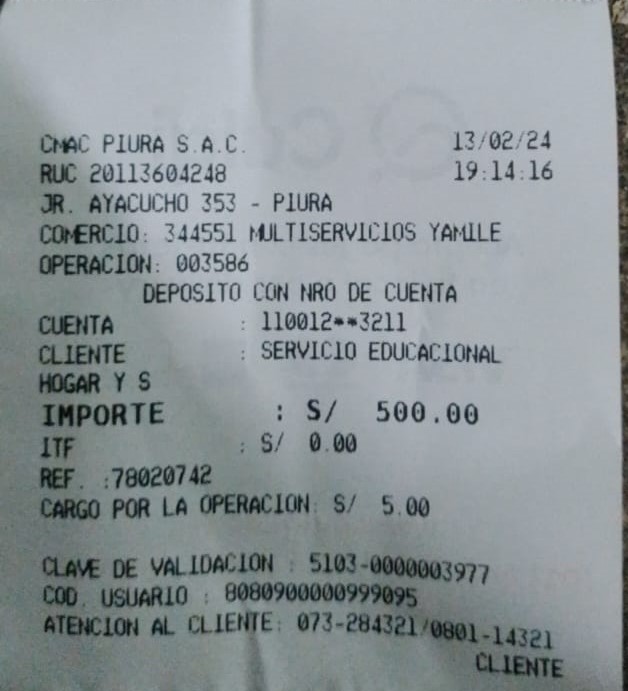 CMAC PIURA S.A.C. 13/02/24
RUC 20113604248 19:14:16
JR. AYACUCHO 353 - PIURA
COMERCIO: 344551 MULTISERVICIOS YAMILE
OPERACION: 003586
DEPOSITO CON NRO DE CUENTA
CUENTA : 110012**3211
CLIENTE : SERVICIO EDUCACIONAL
HOGAR Y S
IMPORTE : S/ 500.00
ITF : S/ 0.00
REF. :78020742
CARGO POR LA OPERACION: S/ 5.00
CLAVE DE VALIDACION : 5103-0000003977
COD. USUARIO : 8080900000999095
ATENCION AL CLIENTE: 073-284321/0801-14321
CLIENTE